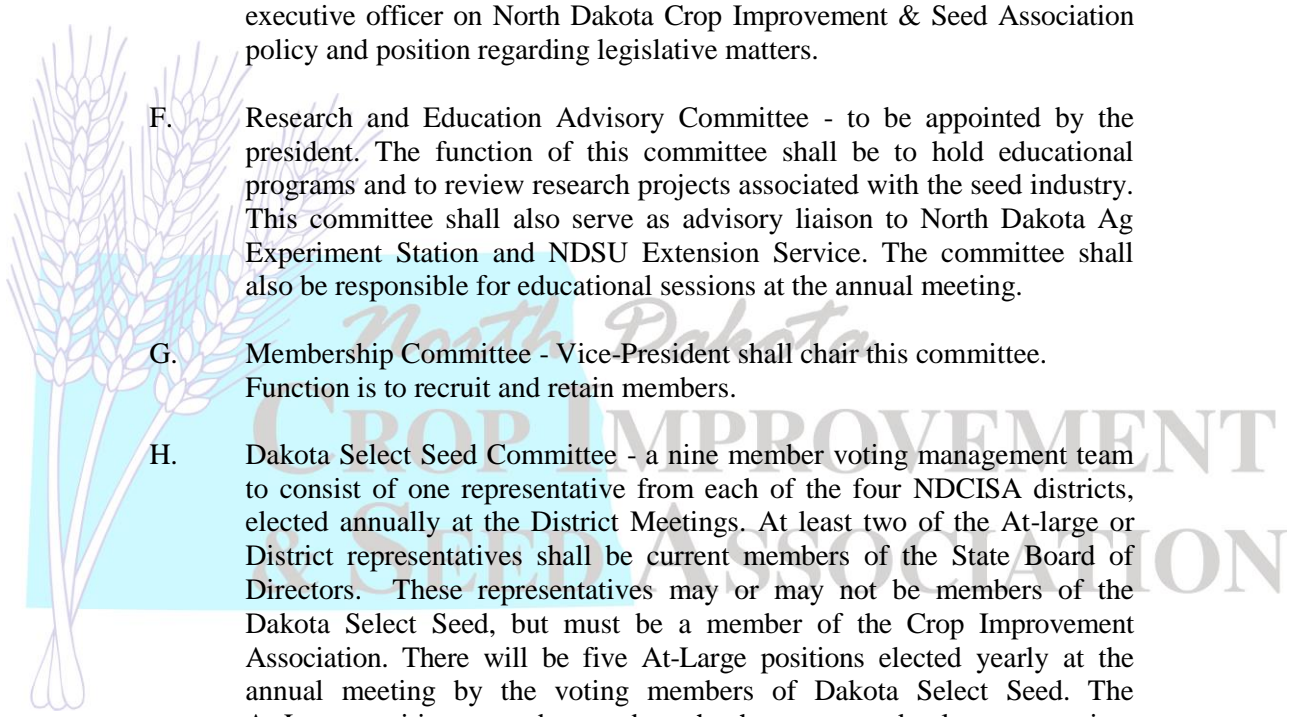 executive officer on North Dakota Crop Improvement & Seed Association
policy and position regarding legislative matters.
F. Research and Education Advisory Committee - to be appointed by the
president. The function of this committee shall be to hold educational
programs and to review research projects associated with the seed industry.
This committee shall also serve as advisory liaison to North Dakota Ag
Experiment Station and NDSU Extension Service. The committee shall
also be responsible for educational sessions at the annual meeting.
North Dakota
G. Membership Committee - Vice-President shall chair this committee.
Function is to recruit and retain members.
CROP IMPROVEMENT
H. Dakota Select Seed Committee - a nine member voting management team
to consist of one representative from each of the four NDCISA districts,
elected annually at the District Meetings. At least two of the At-large or
District representatives shall be current members of the State Board of
& SEED ASSOCIATION
Directors. These representatives may or may not be members of the
Dakota Select Seed, but must be a member of the Crop Improvement
Association. There will be five At-Large positions elected yearly at the
annual meeting by the voting members of Dakota Select Seed. The